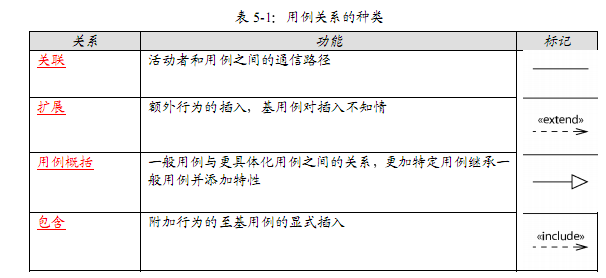 表 5-1：用例关系的种类
关系 功能 标记
关联 活动者和用例之间的通信路径
扩展 额外行为的插入，基用例对插入不知情 «extend»
用例概括 一般用例与更具体化用例之间的关系，更加特定用例继承一
般用例并添加特性
包含 附加行为的至基用例的显式插入 «include»